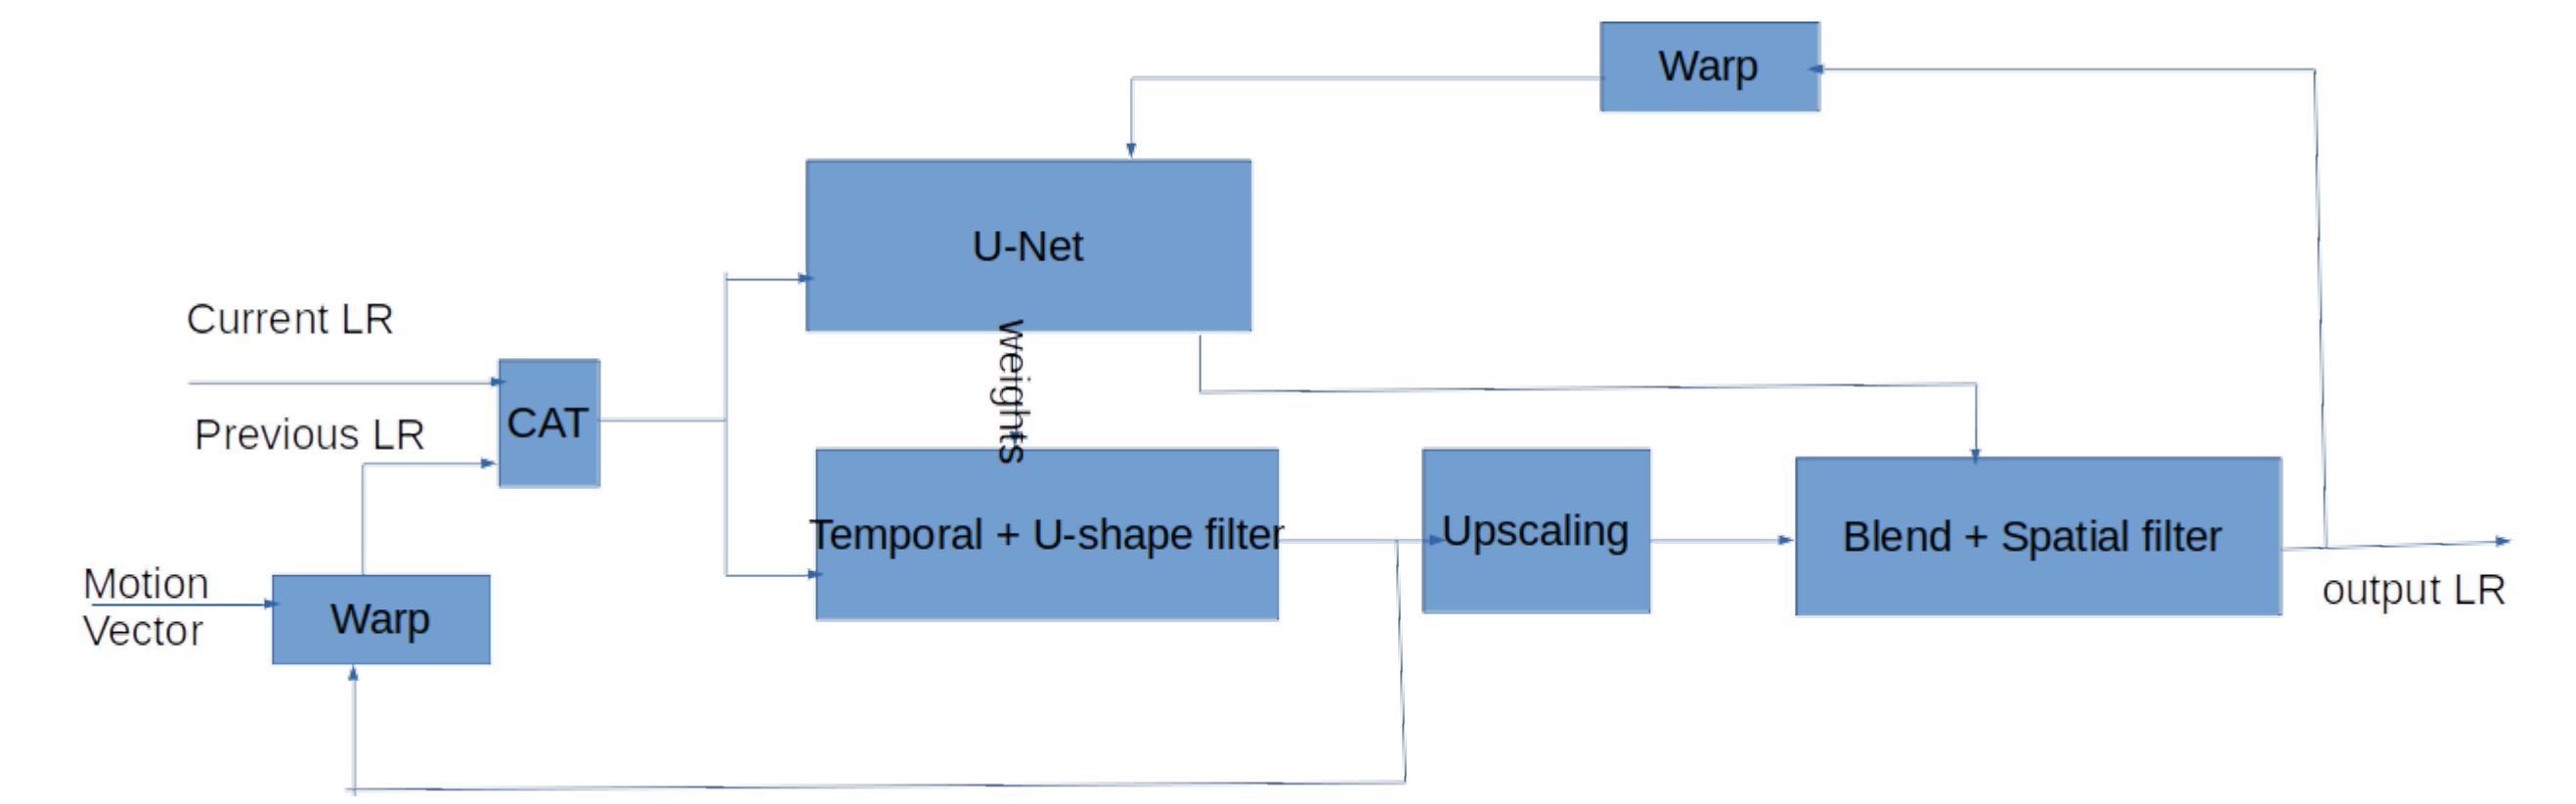 Warp
U-Net
weights
Current LR
CAT
Previous LR
Temporal + U-shape filter
Upscaling
Blend + Spatial filter
Motion
Vector
Warp
output LR